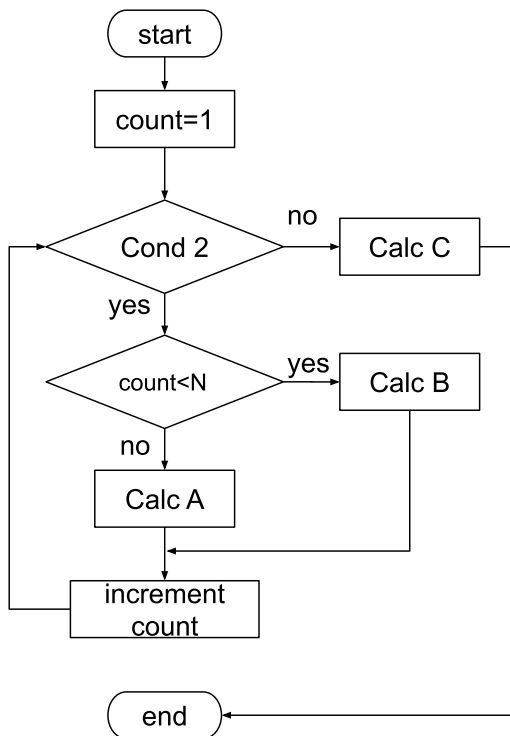 start
count=1
Cond 2
no
Calc C
yes
count<N
yes
Calc B
no
Calc A
increment
count
end